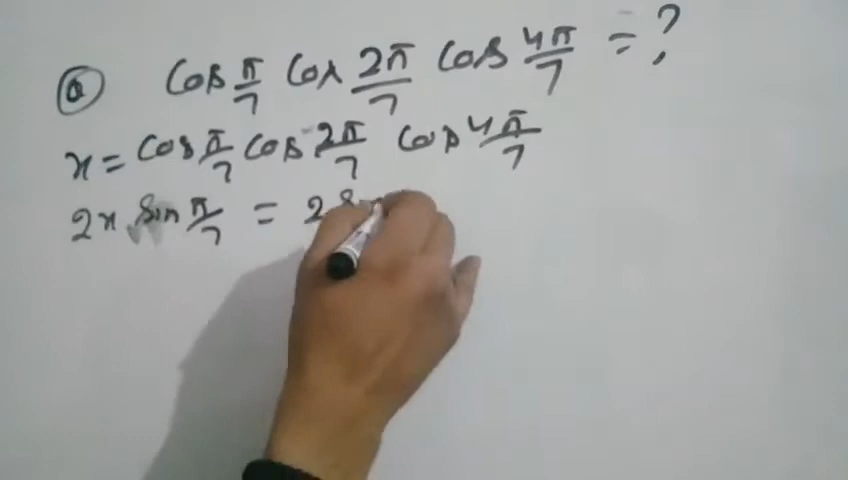 Q cos π/7 cos 2π/7 cos 4π/7 = ?
x = cos π/7 cos 2π/7 cos 4π/7
2x sin π/7 = 2